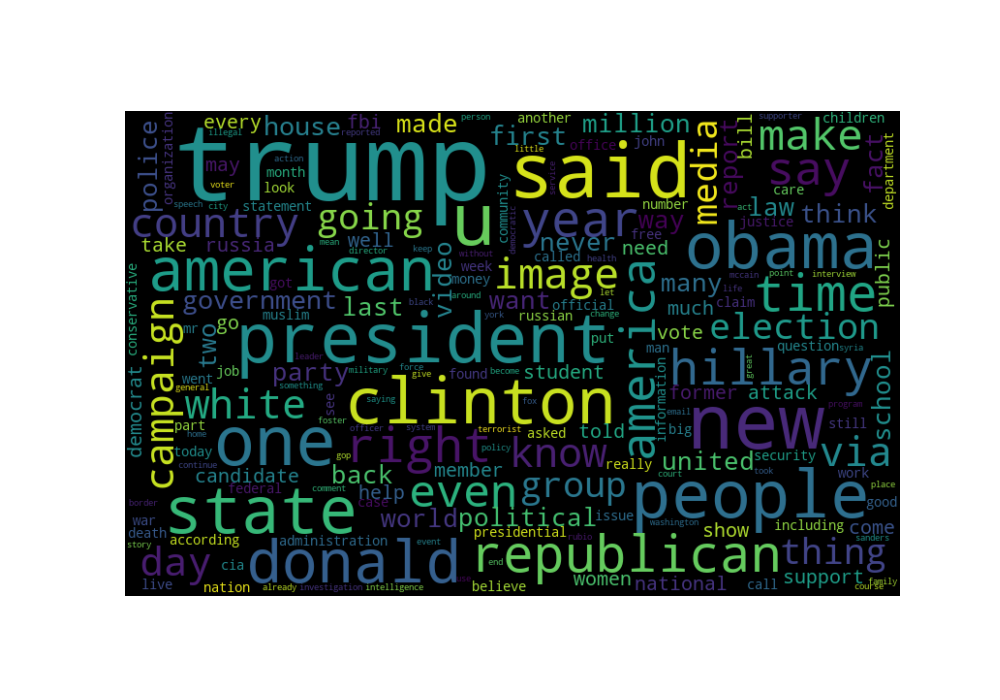 every
house
fbi
made
person
another
million
supporter
children
illegal
reported
first
office
john
bill
make
police
organization
trump
said
little
service
media
report
fact
department
may
action
month
look
voter
speech
city
statement
community
democratic
care
say
number
act
law
think
justice
country
going
u
year
way
free
take
russia
well
mean
director
keep
without
never
called
need
obama
public
american
got
video
week
money
health
image
let
mccain
point
interview
many
life
time
government
last
black
around
want
official
america
much
claim
conservative
democrat
campaign
muslim
york
russian
change
vote
election
mr
two
go
president
put
man
question
syria
job
leader
military
force
give
become
found
student
information
hillary
great
school
party
went
general
something
saying
fox
former
attack
white
see
clinton
email
program
part
foster
officer
system
terrorist
asked
told
big
new
still
home
today
one
gop
right
policy
know
really
via
continue
candidate
back
member
court
united
security
took
work
federal
comment
case
help
even
group
people
place
good
border
state
world
political
issue
washington
war
death
according
administration
event
presidential
rubio
show
including
come
sanders
story
day
cia
donald
end
republican
thing
live
nation
already
investigation
intelligence
use
believe
women
national
call
support
family
course